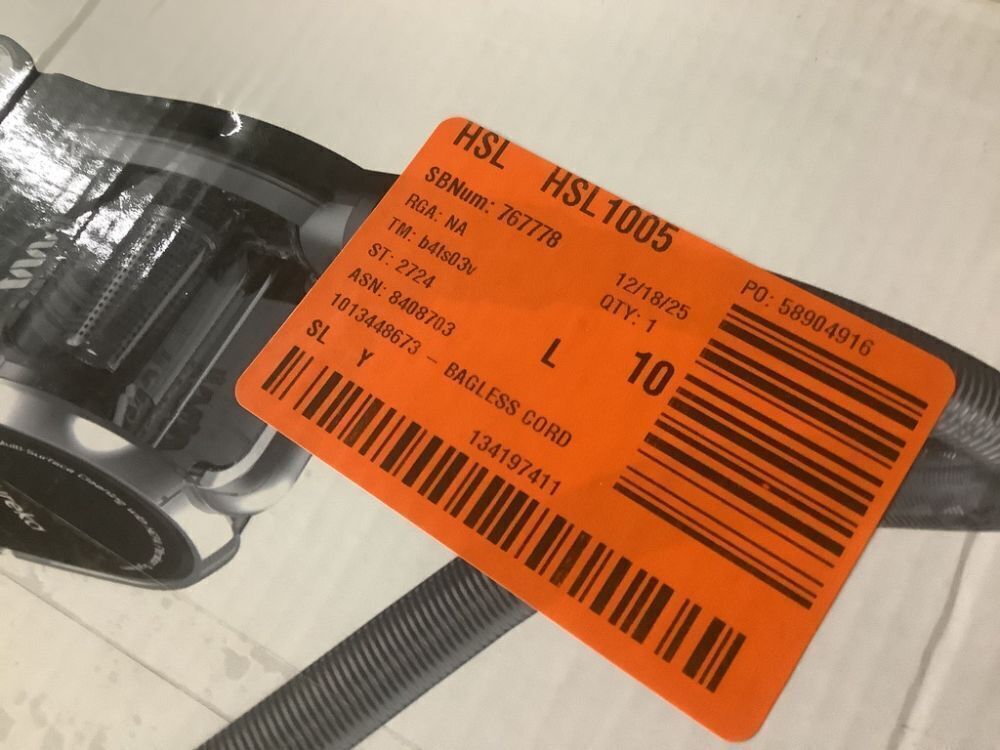 HSL HSL1005
SBNum: 767778
RGA: NA
12/18/25
PO: 58904916
TM: b4ts03v
QTY: 1
ST: 2724
ASN: 8408703
L 10
1013448673 - BAGLESS CORD
SL Y
134197411